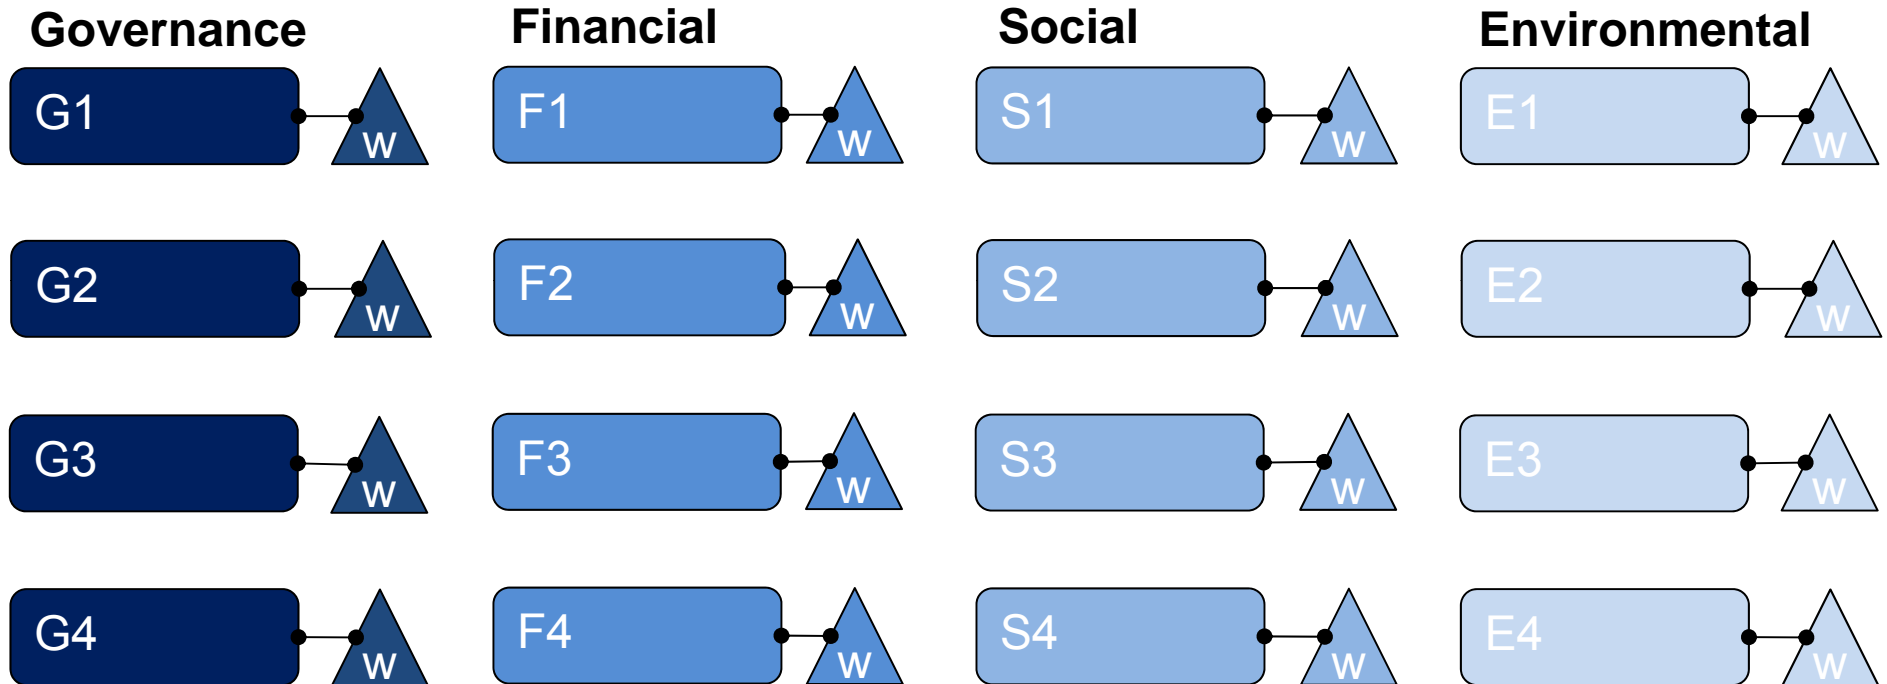 Governance Financial Social Environmental
G1 W F1 W S1 W E1 W
G2 W F2 W S2 W E2 W
G3 W F3 W S3 W E3 W
G4 W F4 W S4 W E4 W